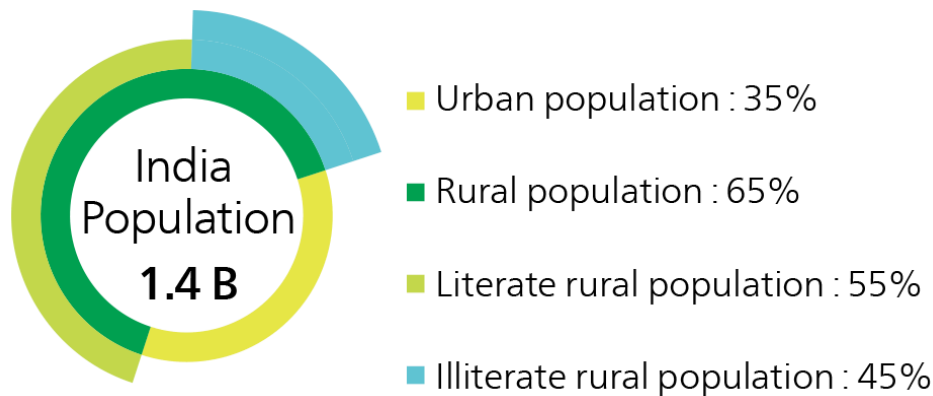 India
Population
1.4 B
Urban population : 35%
Rural population : 65%
Literate rural population : 55%
Illiterate rural population : 45%